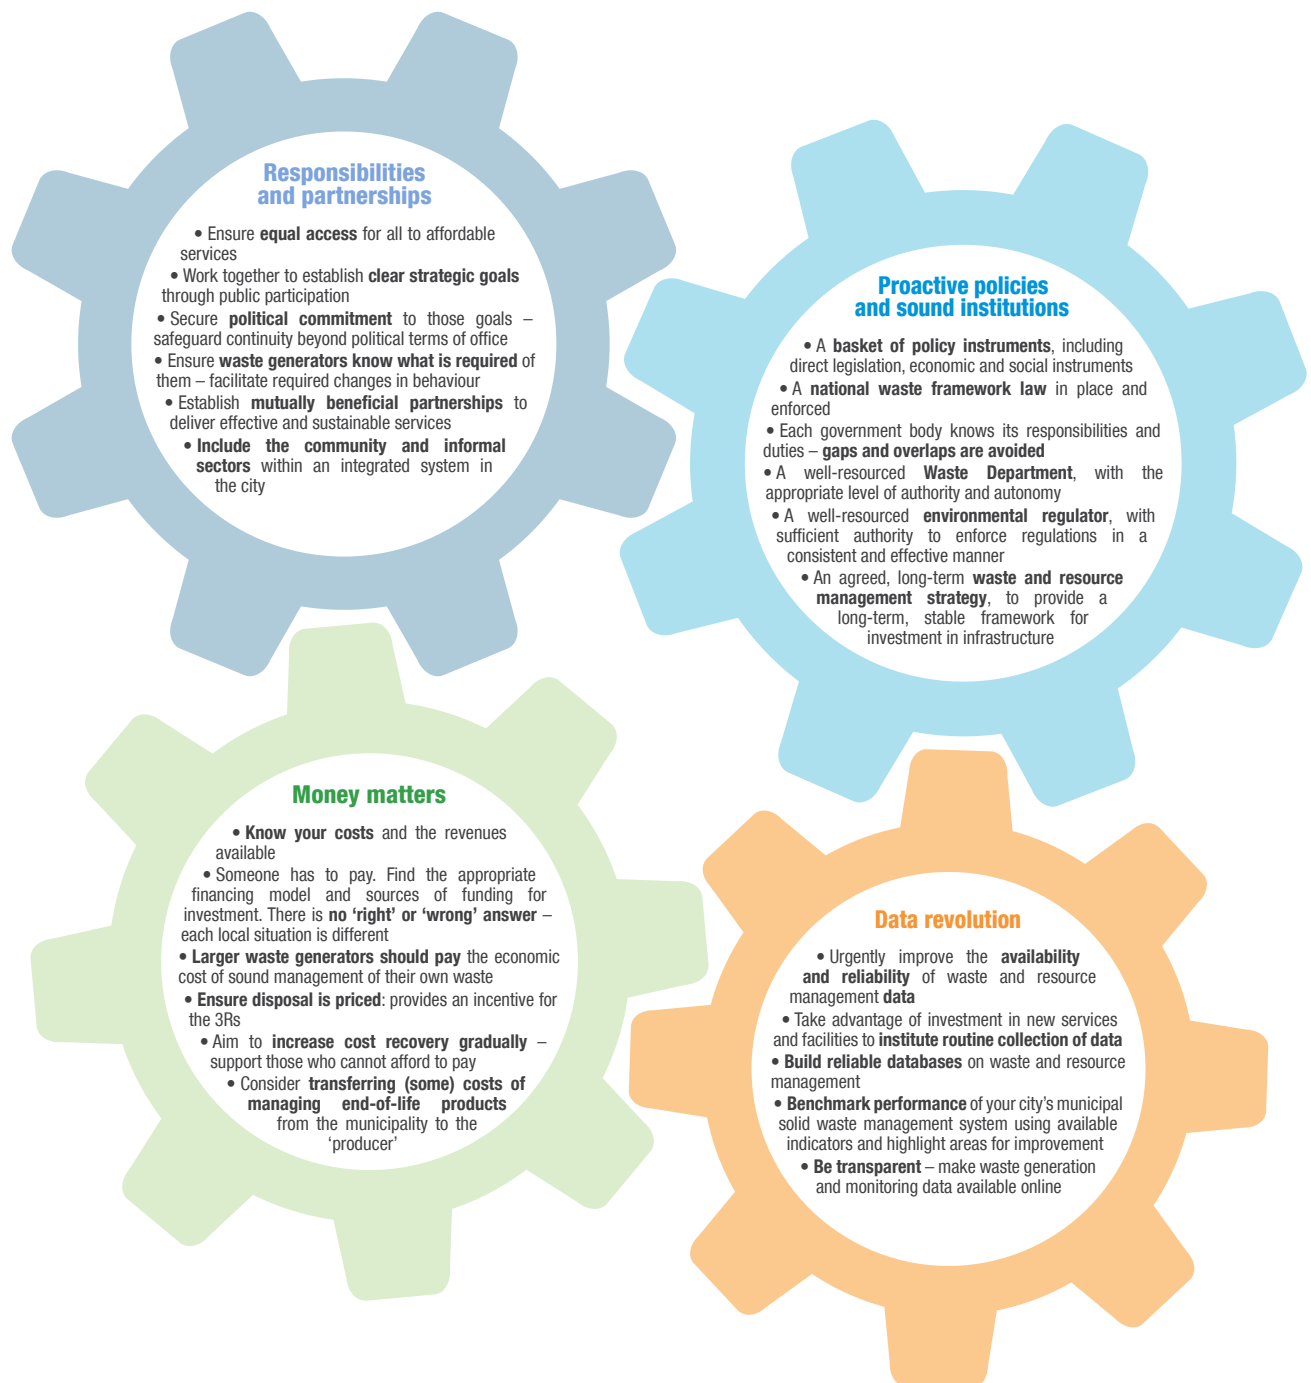 Responsibilities
and partnerships
• Ensure equal access for all to affordable
services
• Work together to establish clear strategic goals
through public participation
• Secure political commitment to those goals –
safeguard continuity beyond political terms of office
• Ensure waste generators know what is required of
them – facilitate required changes in behaviour
• Establish mutually beneficial partnerships to
deliver effective and sustainable services
• Include the community and informal
sectors within an integrated system in
the city
Proactive policies
and sound institutions
• A basket of policy instruments, including
direct legislation, economic and social instruments
• A national waste framework law in place and
enforced
• Each government body knows its responsibilities and
duties – gaps and overlaps are avoided
• A well-resourced Waste Department, with the
appropriate level of authority and autonomy
• A well-resourced environmental regulator, with
sufficient authority to enforce regulations in a
consistent and effective manner
• An agreed, long-term waste and resource
management strategy, to provide a
long-term, stable framework for
investment in infrastructure
Money matters
• Know your costs and the revenues
available
• Someone has to pay. Find the appropriate
financing model and sources of funding for
investment. There is no ‘right’ or ‘wrong’ answer –
each local situation is different
• Larger waste generators should pay the economic
cost of sound management of their own waste
• Ensure disposal is priced: provides an incentive for
the 3Rs
• Aim to increase cost recovery gradually –
support those who cannot afford to pay
• Consider transferring (some) costs of
managing end-of-life products
from the municipality to the
‘producer’
Data revolution
• Urgently improve the availability
and reliability of waste and resource
management data
• Take advantage of investment in new services
and facilities to institute routine collection of data
• Build reliable databases on waste and resource
management
• Benchmark performance of your city’s municipal
solid waste management system using available
indicators and highlight areas for improvement
• Be transparent – make waste generation
and monitoring data available online